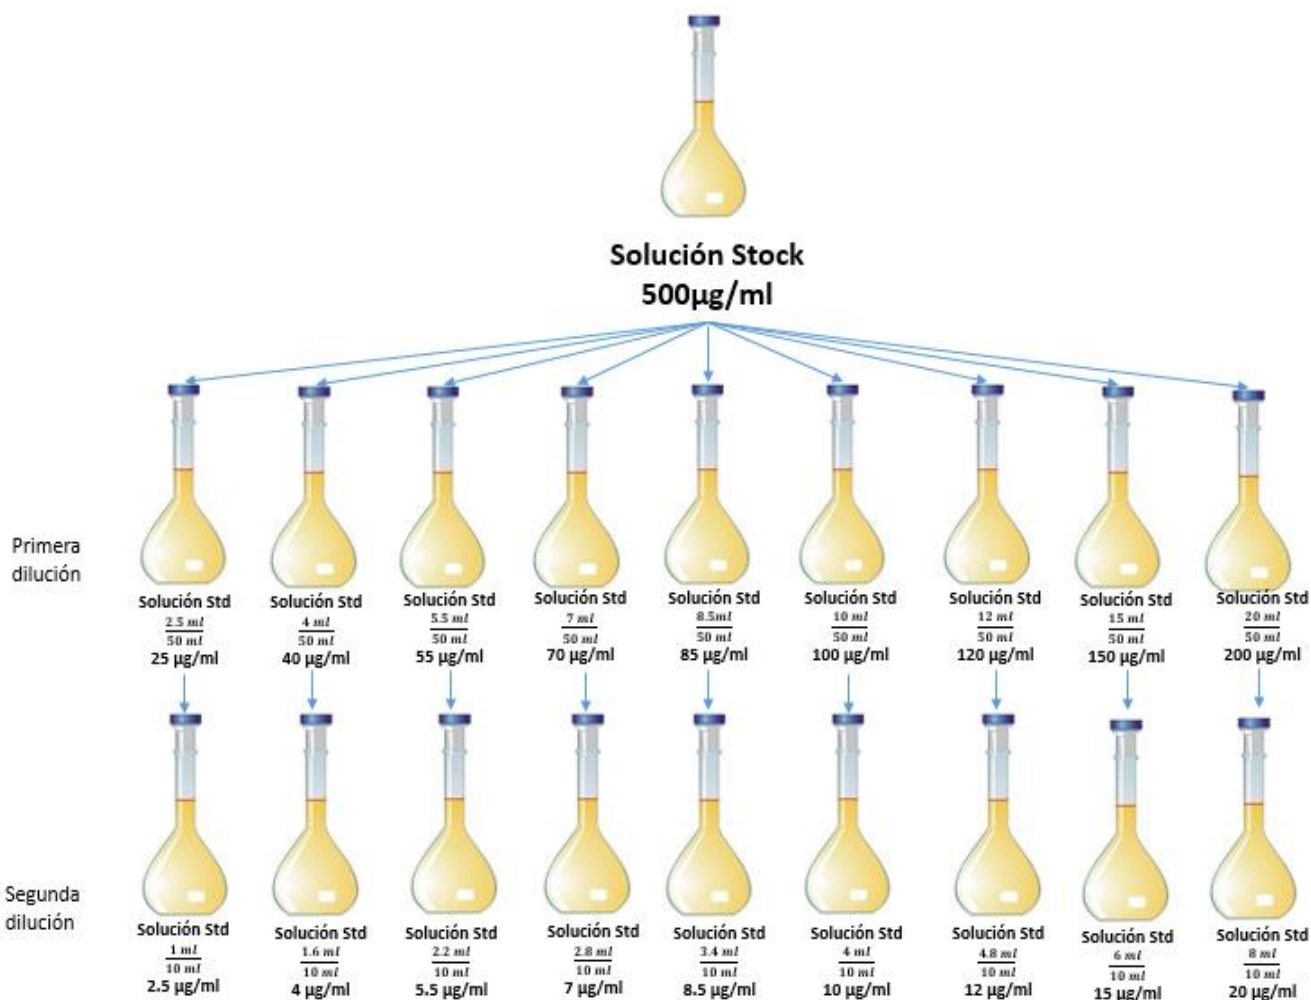 Solución Stock
500µg/ml
Primera
dilución
Solución Std
2.5 ml
50 ml
25 µg/ml
Solución Std
4 ml
50 ml
40 µg/ml
Solución Std
5.5 ml
50 ml
55 µg/ml
Solución Std
7 ml
50 ml
70 µg/ml
Solución Std
8.5ml
50 ml
85 µg/ml
Solución Std
10 ml
50 ml
100 µg/ml
Solución Std
12 ml
50 ml
120 µg/ml
Solución Std
15 ml
50 ml
150 µg/ml
Solución Std
20 ml
50 ml
200 µg/ml
Segunda
dilución
Solución Std
1 ml
10 ml
2.5 µg/ml
Solución Std
1.6 ml
10 ml
4 µg/ml
Solución Std
2.2 ml
10 ml
5.5 µg/ml
Solución Std
2.8 ml
10 ml
7 µg/ml
Solución Std
3.4 ml
10 ml
8.5 µg/ml
Solución Std
4 ml
10 ml
10 µg/ml
Solución Std
4.8 ml
10 ml
12 µg/ml
Solución Std
6 ml
10 ml
15 µg/ml
Solución Std
8 ml
10 ml
20 µg/ml